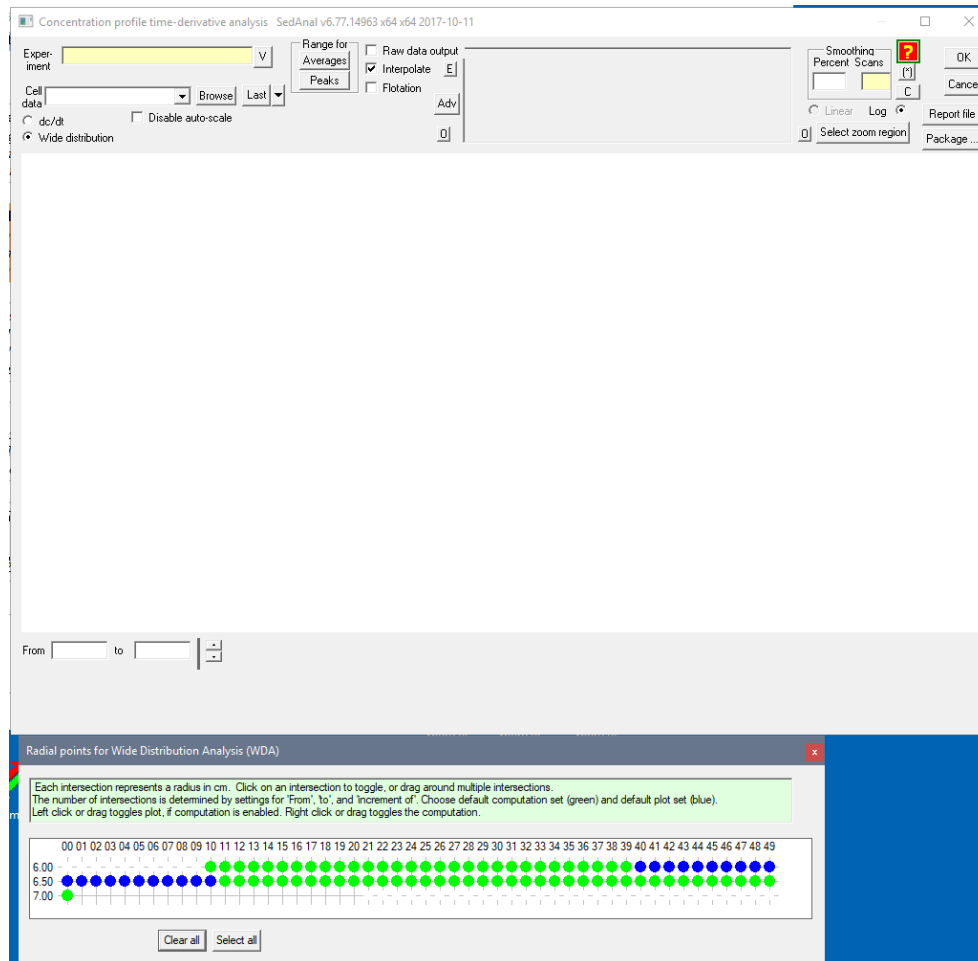 Concentration profile time-derivative analysis SedAnal v6.77.14963 x64 x64 2017-10-11
Exper-
iment
V
Range for
Averages
Peaks
Raw data output
Interpolate
E
Flotation
Adv
0
Smoothing
Percent Scans
?
(*)
C
OK
Cance
Cell
data
Browse
Last
dc/dt
Disable auto-scale
Wide distribution
Linear
Log
0
Select zoom region
Report file
Package ...
From
to
Radial points for Wide Distribution Analysis (WDA)
x
Each intersection represents a radius in cm. Click on an intersection to toggle, or drag around multiple intersections.
The number of intersections is determined by settings for 'From', 'to', and 'increment of'. Choose default computation set (green) and default plot set (blue).
Left click or drag toggles plot, if computation is enabled. Right click or drag toggles the computation.
00 01 02 03 04 05 06 07 08 09 10 11 12 13 14 15 16 17 18 19 20 21 22 23 24 25 26 27 28 29 30 31 32 33 34 35 36 37 38 39 40 41 42 43 44 45 46 47 48 49
6.00
6.50
7.00
Clear all
Select all